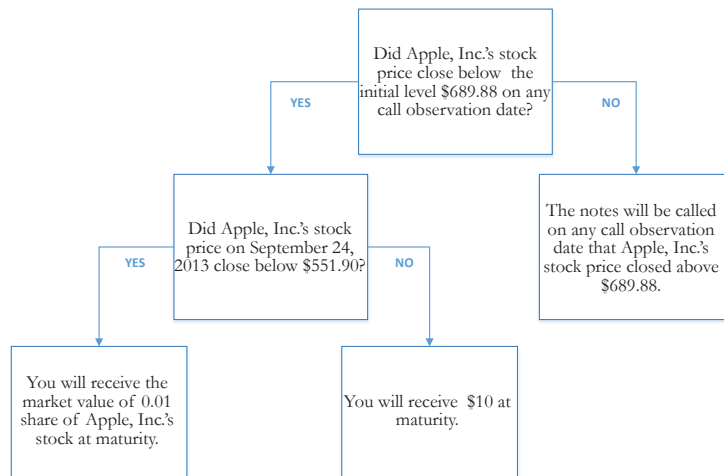 Did Apple, Inc.'s stock
price close below the
initial level $689.88 on any
call observation date?
YES
NO
Did Apple, Inc.'s stock
price on September 24,
2013 close below $551.90?
The notes will be called
on any call observation
date that Apple, Inc.'s
stock price closed above
$689.88.
YES
NO
You will receive the
market value of 0.01
share of Apple, Inc.'s
stock at maturity.
You will receive $10 at
maturity.